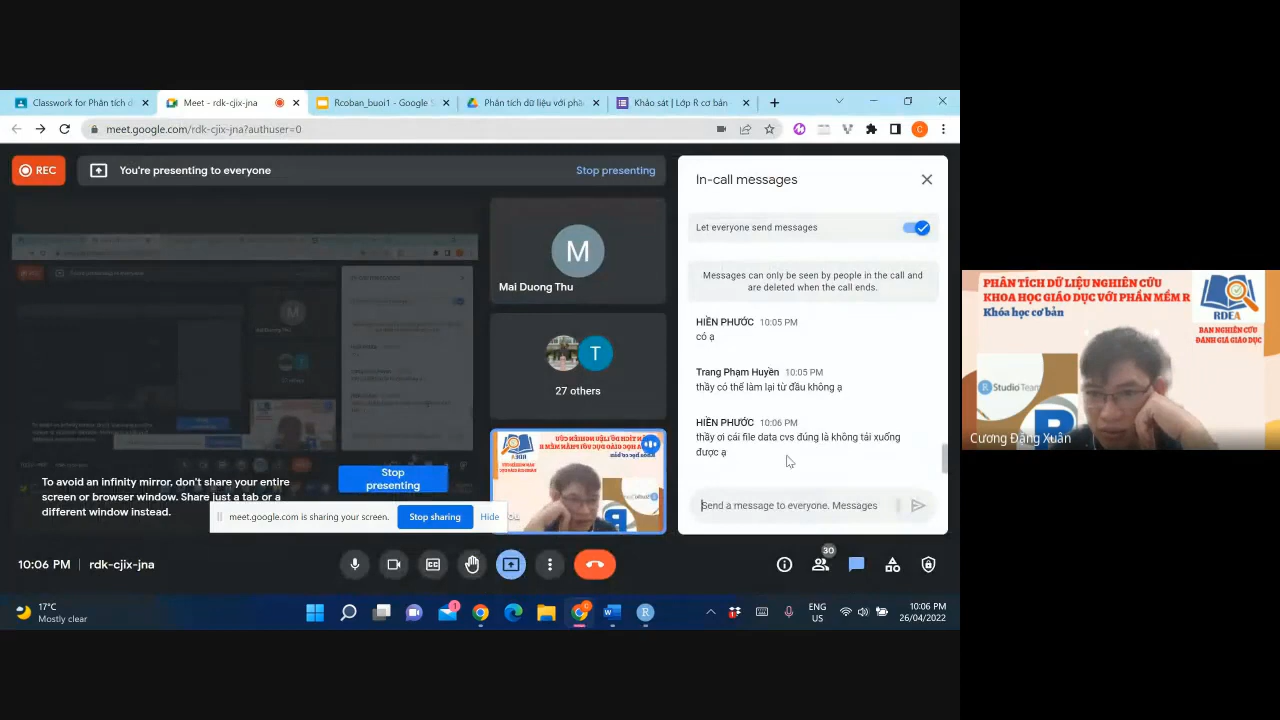 Classwork for Phân tích d
Meet - rdk-cjix-jna
Rcoban_buoi1 - Google S
Phân tích dữ liệu với phầ
Khảo sát | Lớp R cơ bản -
meet.google.com/rdk-cjix-jna?authuser=0
C
REC
You're presenting to everyone
Stop presenting
M
Mai Duong Thu
T
27 others
To avoid an infinity mirror, don't share your entire
screen or browser window. Share just a tab or a
different window instead.
Stop
presenting
meet.google.com is sharing your screen.
Stop sharing
Hide
In-call messages
Let everyone send messages
Messages can only be seen by people in the call and
are deleted when the call ends.
HIỀN PHƯỚC 10:05 PM
có ạ
Trang Phạm Huyền 10:05 PM
thầy có thể làm lại từ đầu không ạ
HIỀN PHƯỚC 10:06 PM
thầy ơi cái file data cvs đúng là không tải xuống
được ạ
Send a message to everyone. Messages
10:06 PM | rdk-cjix-jna
30
17°C
Mostly clear
1
ENG
US
10:06 PM
26/04/2022
PHÂN TÍCH DỮ LIỆU NGHIÊN CỨU
KHOA HỌC GIÁO DỤC VỚI PHẦN MỀM R
Khóa học cơ bản
RDEA
BAN NGHIÊN CỨU
ĐÁNH GIÁ GIÁO DỤC
R Studio Team
Cương Đặng Xuân